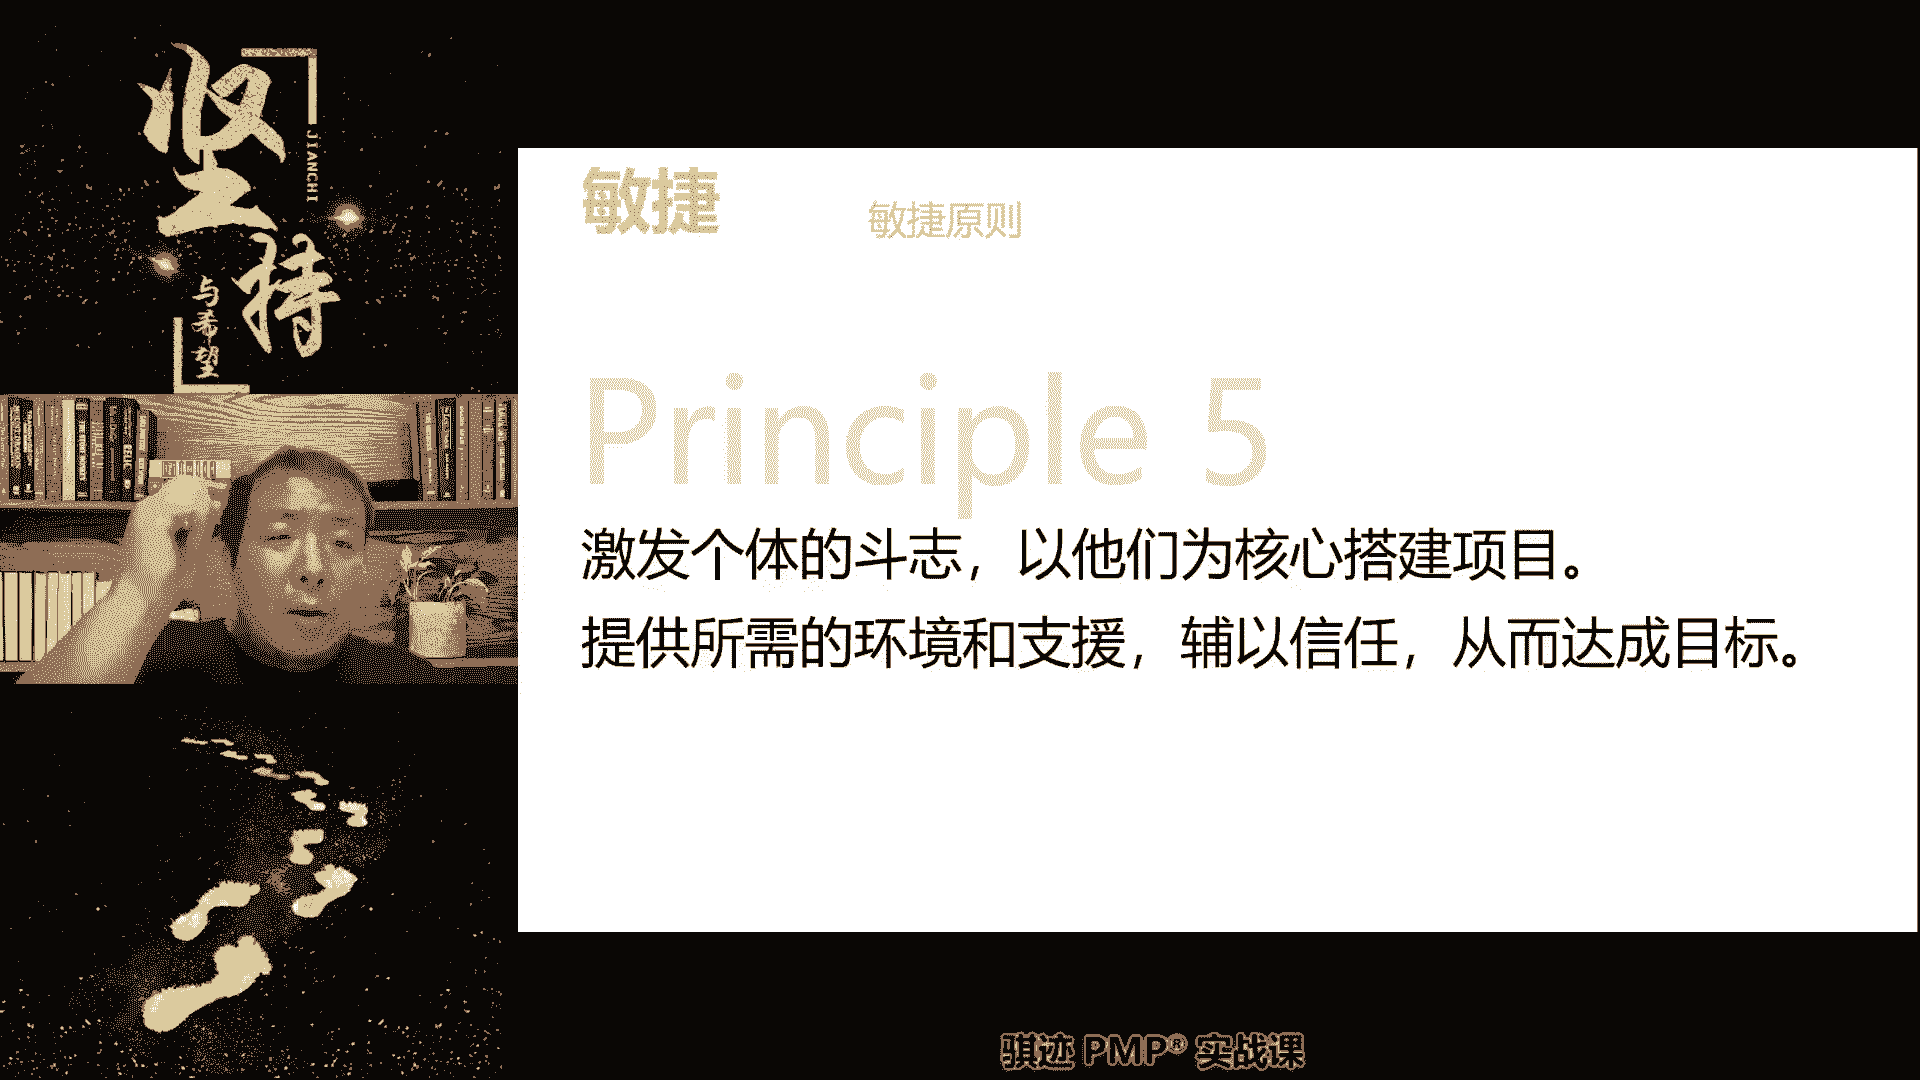 坚持
JIANCHI
与希望
敏捷
敏捷原则
Principle 5
激发个体的斗志，以他们为核心搭建项目。
提供所需的环境和支援，辅以信任，从而达成目标。
骐迹 PMP® 实战课